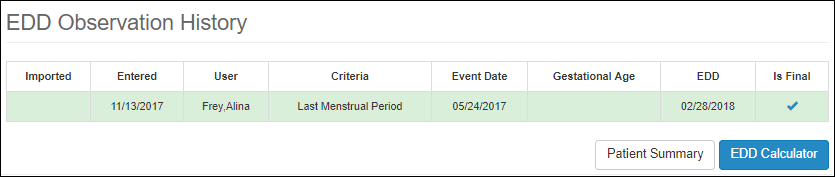 EDD Observation History
Imported Entered User Criteria Event Date Gestational Age EDD Is Final
11/13/2017 Frey,Alina Last Menstrual Period 05/24/2017 02/28/2018
Patient Summary EDD Calculator